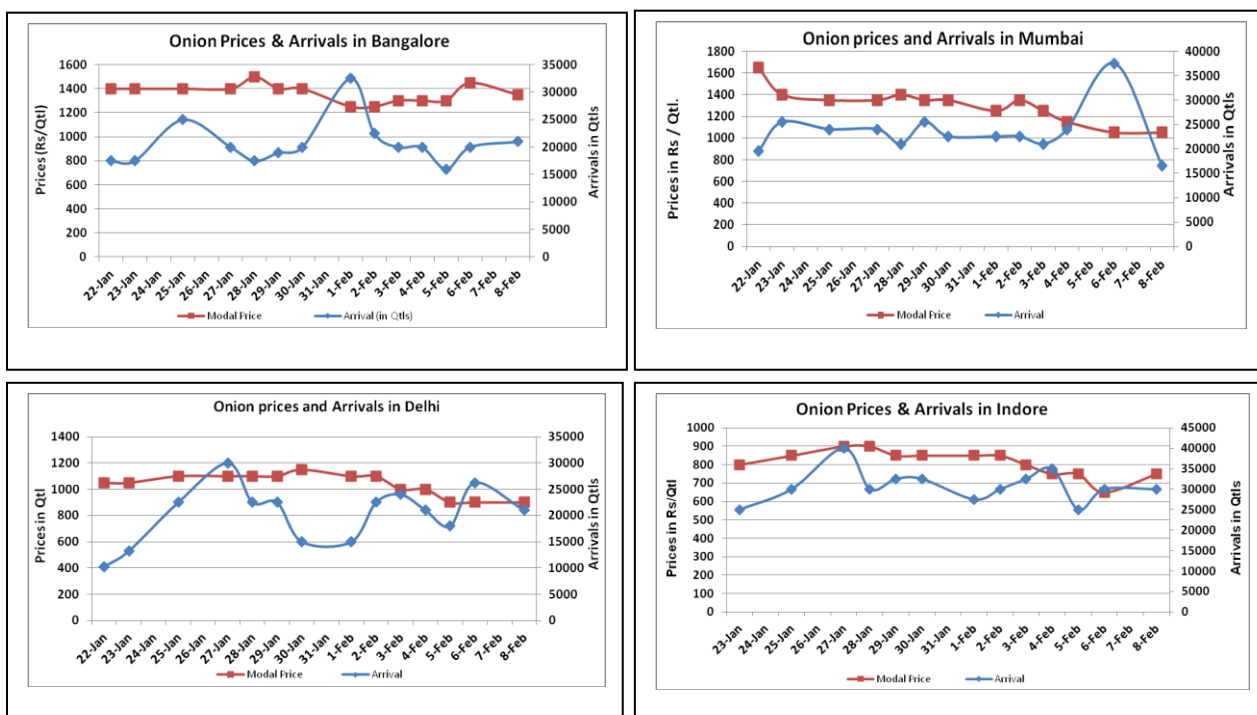 Onion Prices & Arrivals in Bangalore
Prices (Rs/Qtl)
1600
1400
1200
1000
800
600
400
200
0
35000
30000
25000
20000
15000
10000
5000
0
Arrivals in Qtls
22-Jan
23-Jan
24-Jan
25-Jan
26-Jan
27-Jan
28-Jan
29-Jan
30-Jan
31-Jan
1-Feb
2-Feb
3-Feb
4-Feb
5-Feb
6-Feb
7-Feb
8-Feb
Modal Price
Arrival (in Qtls)
Onion prices and Arrivals in Mumbai
Prices in Rs / Qtl.
1800
1600
1400
1200
1000
800
600
400
200
0
40000
35000
30000
25000
20000
15000
10000
5000
0
Arrivals in Qtls
22-Jan
23-Jan
24-Jan
25-Jan
26-Jan
27-Jan
28-Jan
29-Jan
30-Jan
31-Jan
1-Feb
2-Feb
3-Feb
4-Feb
5-Feb
6-Feb
7-Feb
8-Feb
Modal Price
Arrival
Onion prices and Arrivals in Delhi
Prices in Qtl
1400
1200
1000
800
600
400
200
0
35000
30000
25000
20000
15000
10000
5000
0
Arrivals in Qtls
22-Jan
23-Jan
24-Jan
25-Jan
26-Jan
27-Jan
28-Jan
29-Jan
30-Jan
31-Jan
1-Feb
2-Feb
3-Feb
4-Feb
5-Feb
6-Feb
7-Feb
8-Feb
Modal Price
Arrival
Onion Prices & Arrivals in Indore
Prices in Rs/Qtl
1000
900
800
700
600
500
400
300
200
100
0
45000
40000
35000
30000
25000
20000
15000
10000
5000
0
Arrivals in Qtls
23-Jan
24-Jan
25-Jan
26-Jan
27-Jan
28-Jan
29-Jan
30-Jan
31-Jan
1-Feb
2-Feb
3-Feb
4-Feb
5-Feb
6-Feb
7-Feb
8-Feb
Modal Price
Arrival